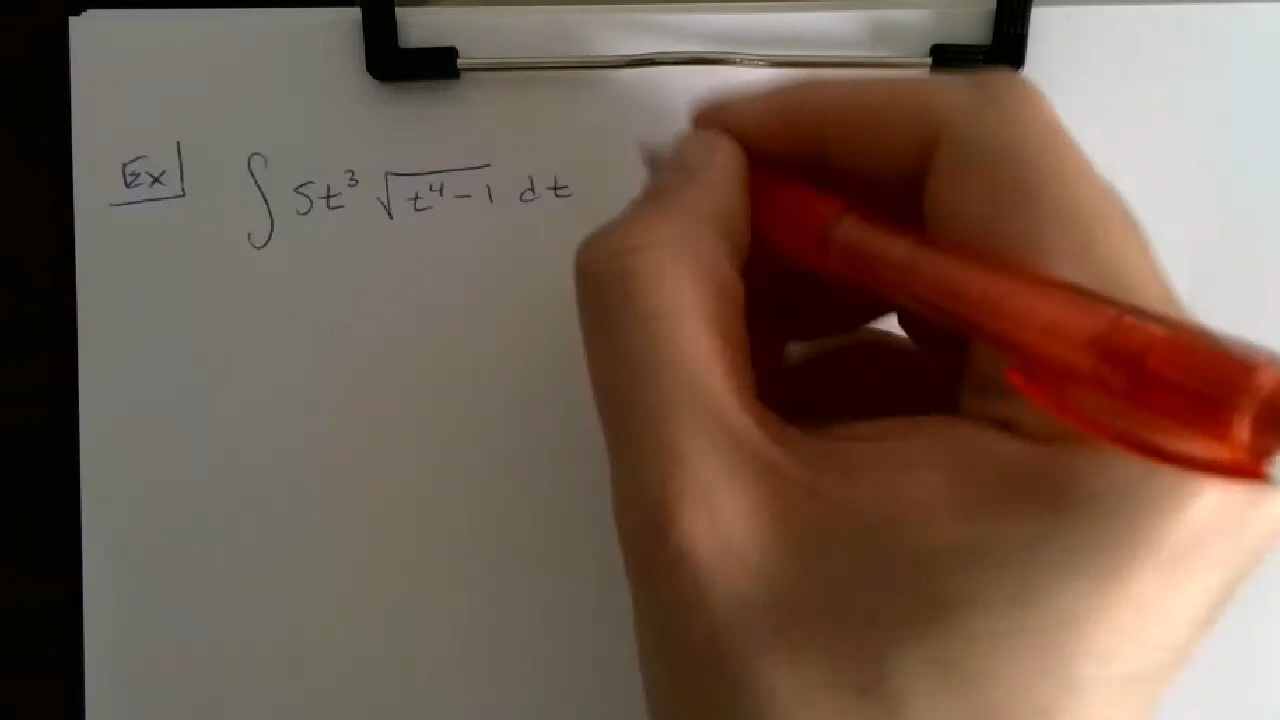 Ex ∫ 5t³ √(t⁴-1) dt